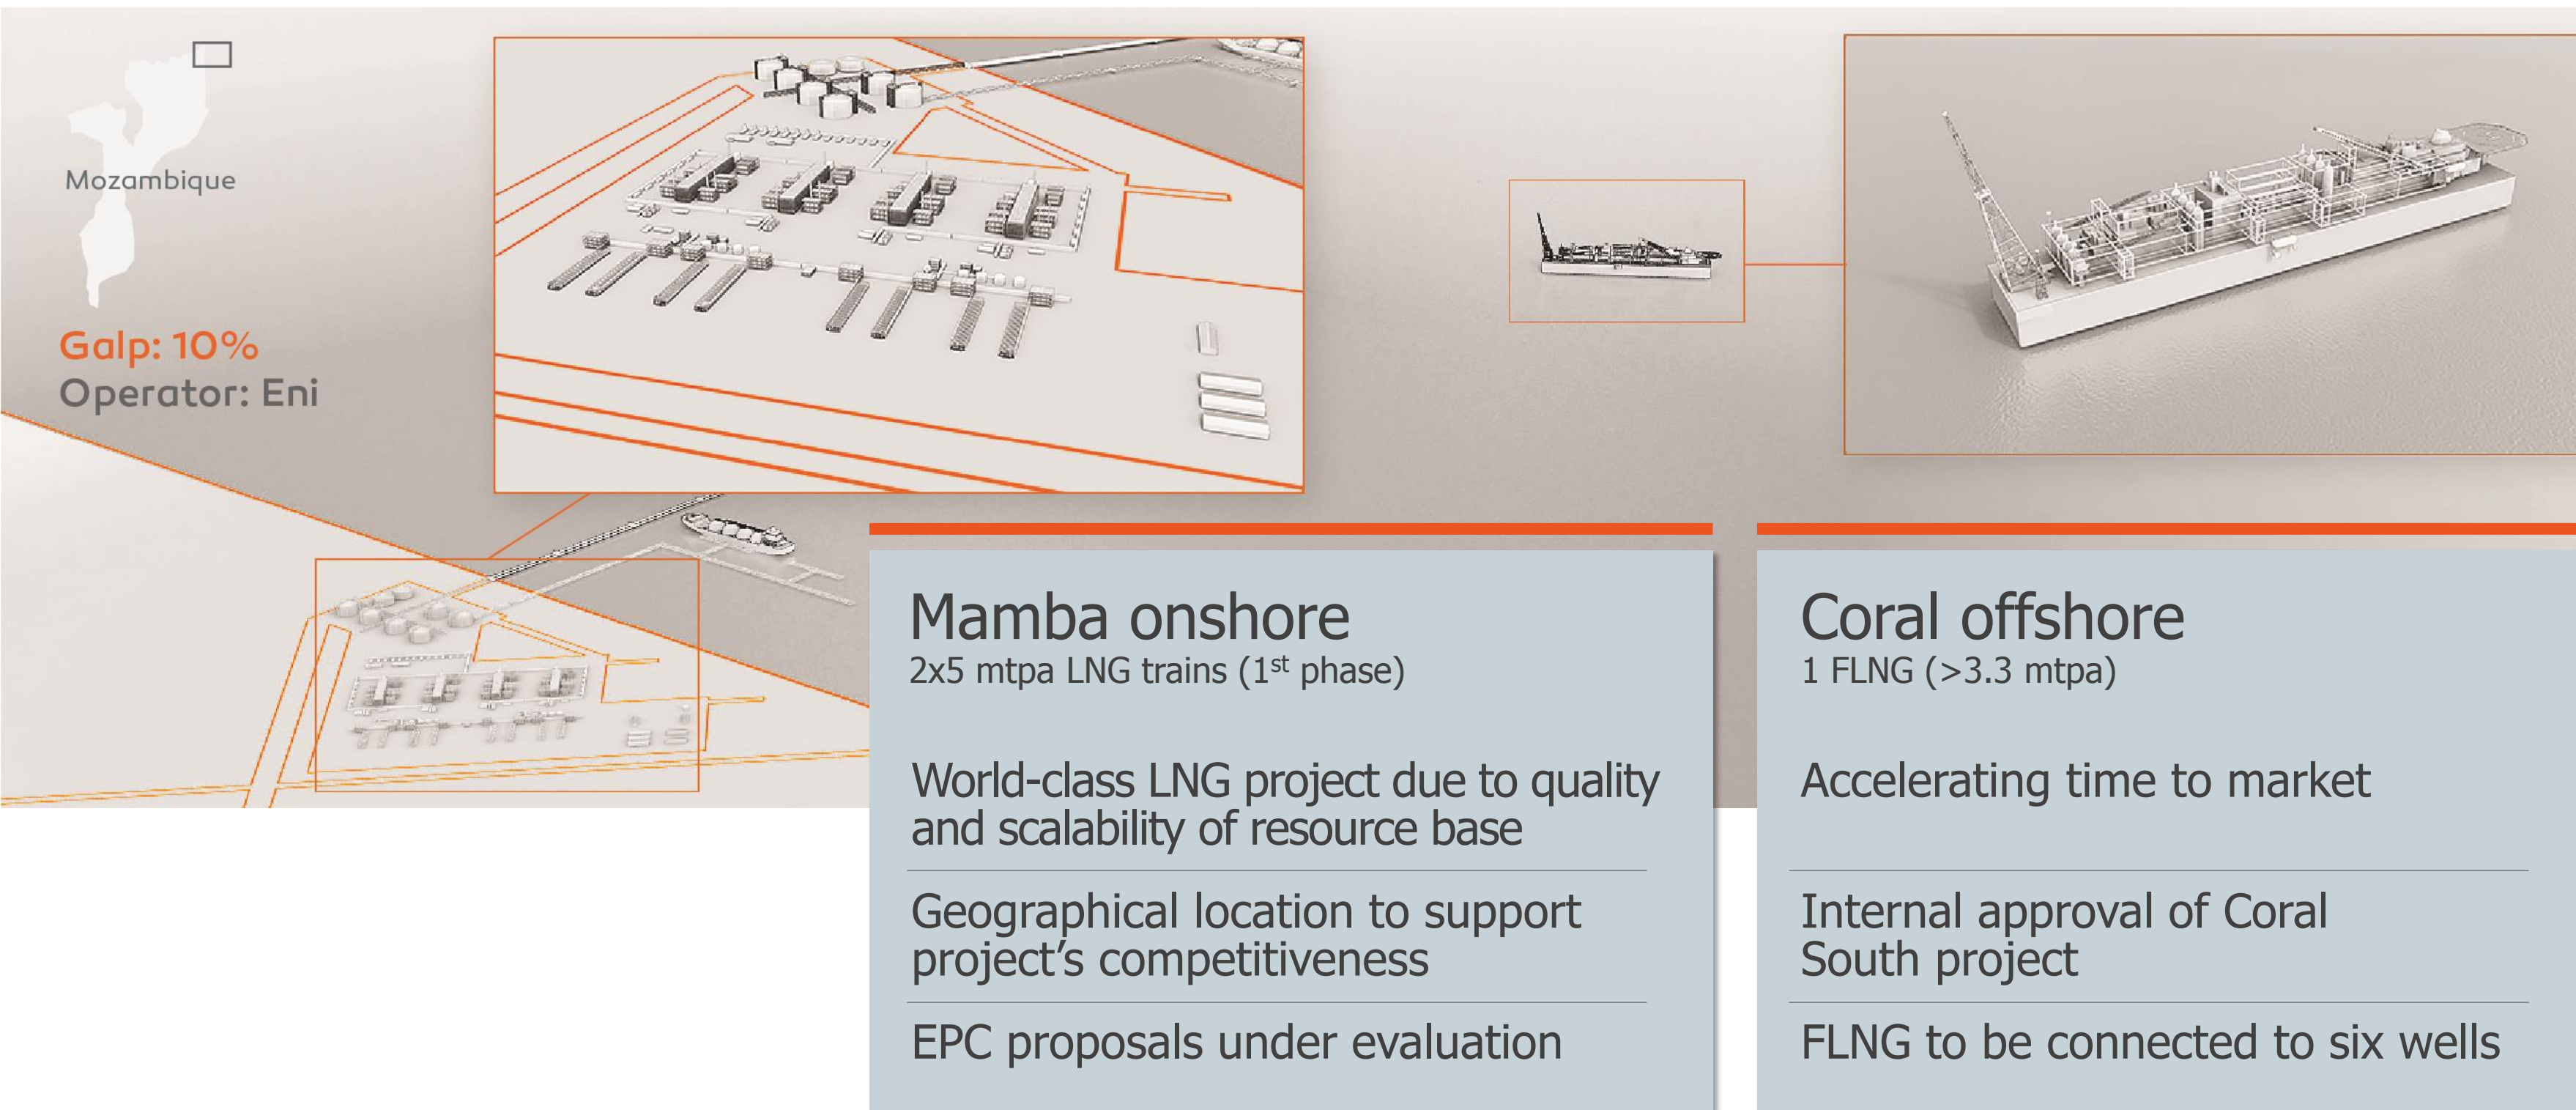 Mozambique
Galp: 10%
Operator: Eni
Mamba onshore
2x5 mtpa LNG trains (1st phase)
World-class LNG project due to quality
and scalability of resource base
Geographical location to support
project's competitiveness
EPC proposals under evaluation
Coral offshore
1 FLNG (>3.3 mtpa)
Accelerating time to market
Internal approval of Coral
South project
FLNG to be connected to six wells